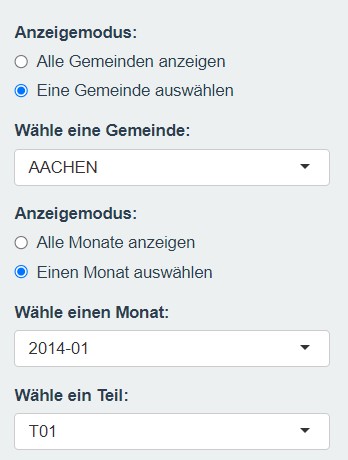 Anzeigemodus:
Alle Gemeinden anzeigen
Eine Gemeinde auswählen
Wähle eine Gemeinde:
AACHEN
Anzeigemodus:
Alle Monate anzeigen
Einen Monat auswählen
Wähle einen Monat:
2014-01
Wähle ein Teil:
T01